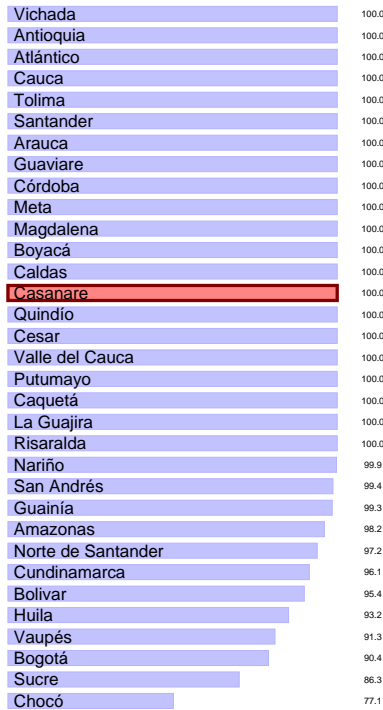 Vichada 100.0
Antioquia 100.0
Atlántico 100.0
Cauca 100.0
Tolima 100.0
Santander 100.0
Arauca 100.0
Guaviare 100.0
Córdoba 100.0
Meta 100.0
Magdalena 100.0
Boyacá 100.0
Caldas 100.0
Casanare 100.0
Quindío 100.0
Cesar 100.0
Valle del Cauca 100.0
Putumayo 100.0
Caquetá 100.0
La Guajira 100.0
Risaralda 100.0
Nariño 99.9
San Andrés 99.4
Guainía 99.3
Amazonas 98.2
Norte de Santander 97.2
Cundinamarca 96.1
Bolivar 95.4
Huila 93.2
Vaupés 91.3
Bogotá 90.4
Sucre 86.3
Chocó 77.1